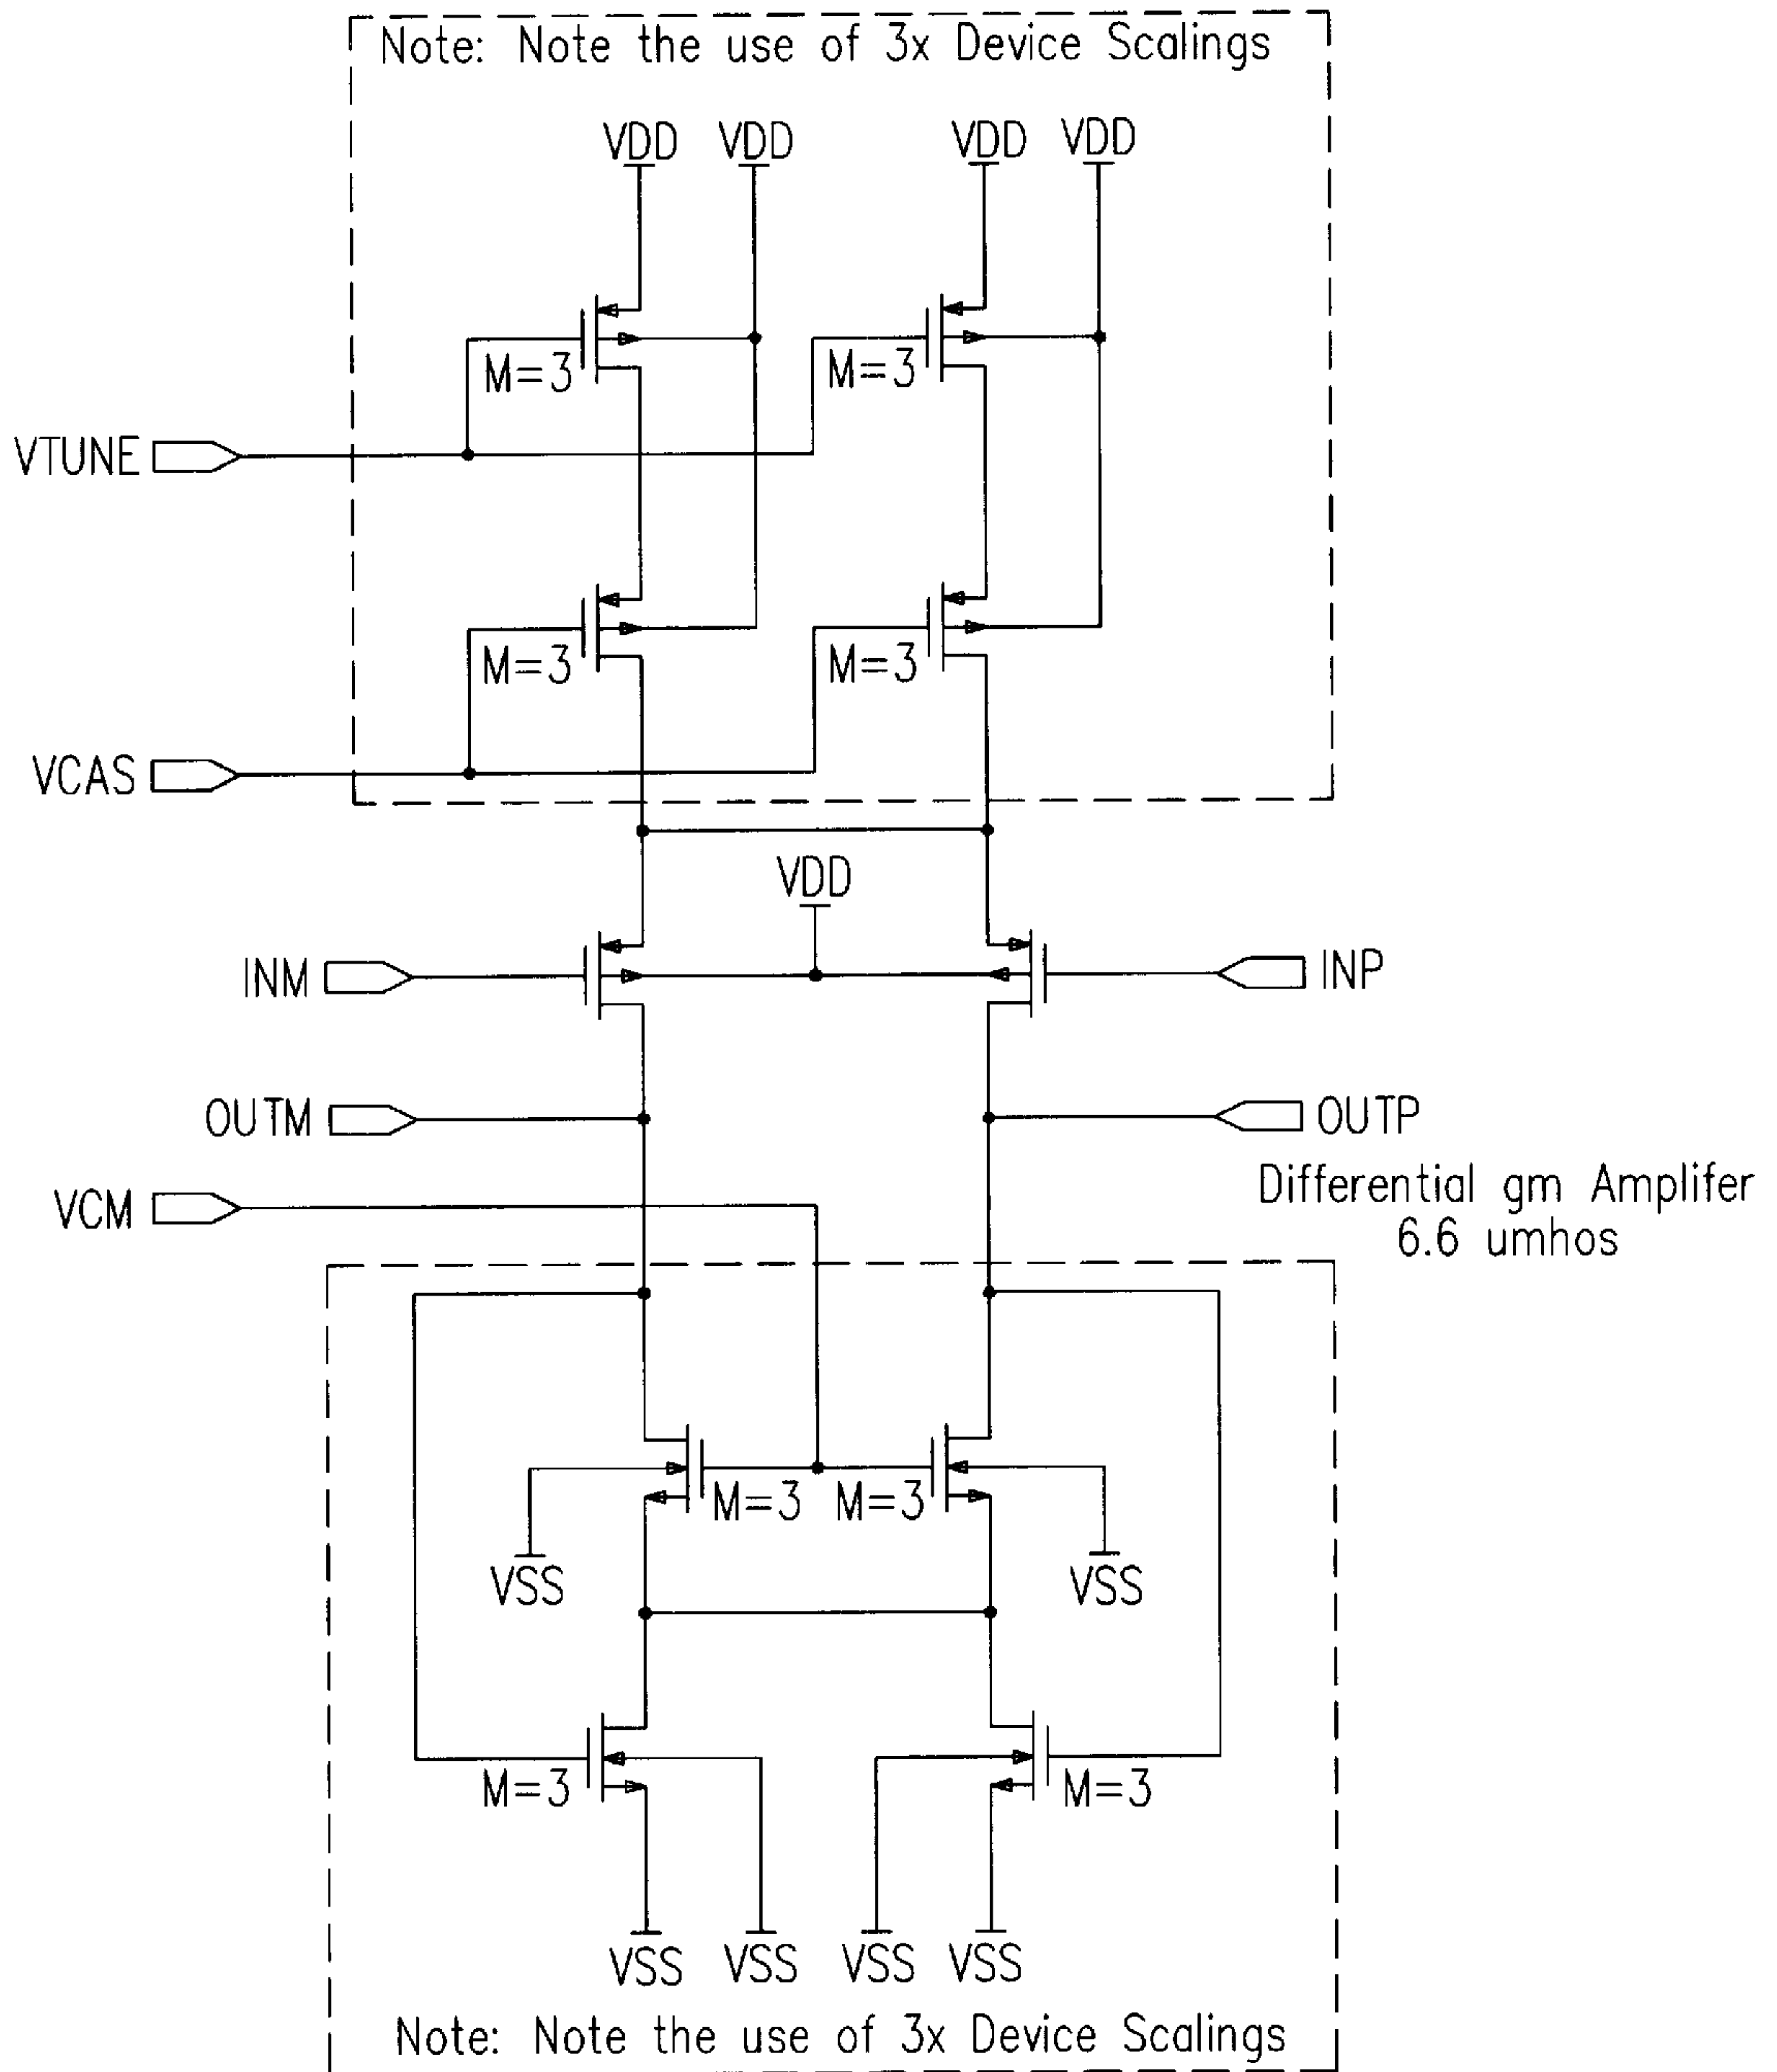 Note: Note the use of 3x Device Scalings
VDD VDD VDD VDD
M=3 M=3
VTUNE
M=3 M=3
VCAS
VDD
INM INP
OUTM OUTP
Differential gm Amplifer
VCM
6.6 umhos
M=3 M=3
VSS VSS
M=3 M=3
VSS VSS VSS VSS
Note: Note the use of 3x Device Scalings